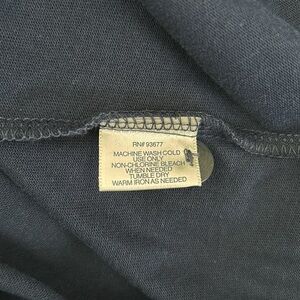 RN# 93677
MACHINE WASH COLD
USE ONLY
NON-CHLORINE BLEACH
WHEN NEEDED
TUMBLE DRY
WARM IRON AS NEEDED